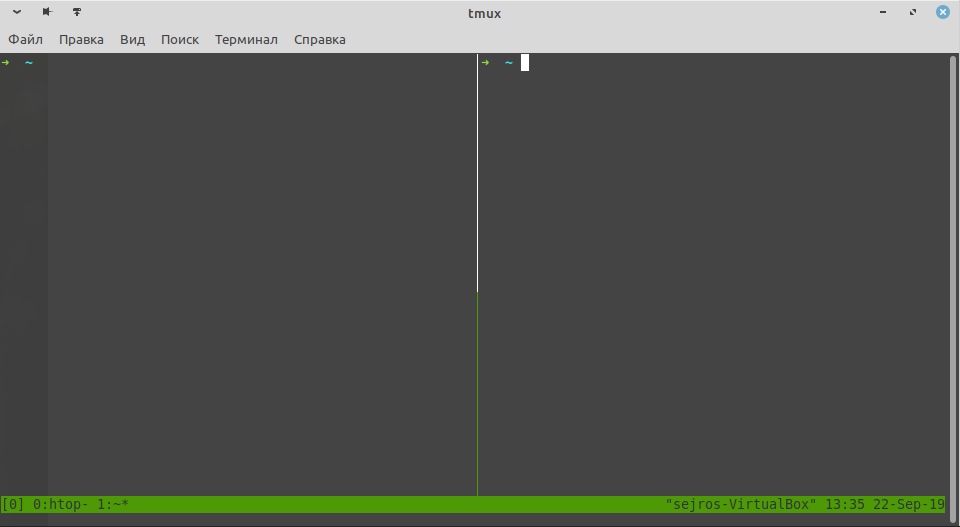 tmux
Файл Правка Вид Поиск Терминал Справка
➜ ~
➜ ~
[0] 0:htop- 1:~* "sejros-VirtualBox" 13:35 22-Sep-19